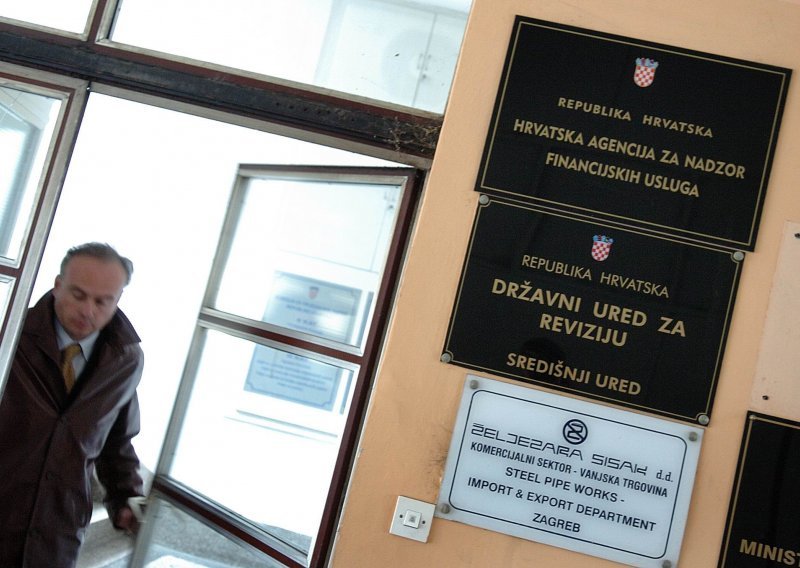 REPUBLIKA HRVATSKA
HRVATSKA AGENCIJA ZA NADZOR
FINANCIJSKIH USLUGA
REPUBLIKA HRVATSKA
DRŽAVNI URED ZA
REVIZIJU
SREDIŠNJI URED
ŽELJEZARA SISAK d.d.
KOMERCIJALNI SEKTOR - VANJSKA TRGOVINA
STEEL PIPE WORKS -
IMPORT & EXPORT DEPARTMENT
ZAGREB
MINIST